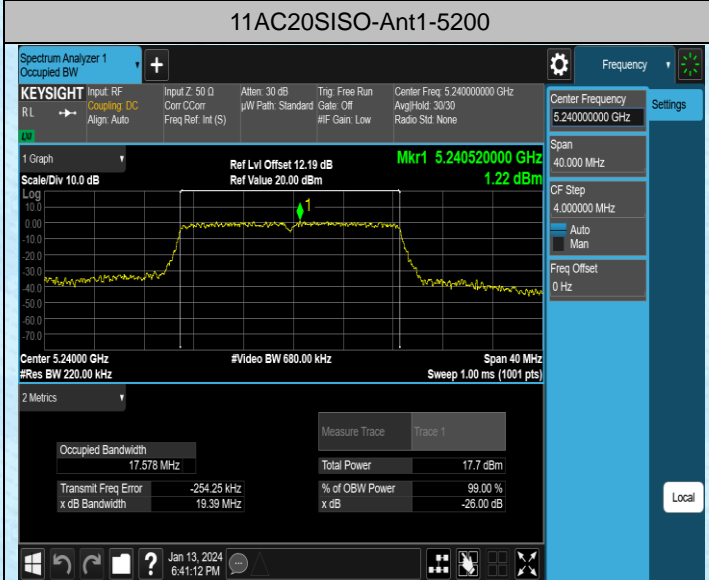 11AC20SISO-Ant1-5200
Spectrum Analyzer 1
Occupied BW
Frequency
KEYSIGHT
RL
Input: RF
Coupling: DC
Align: Auto
Input Z: 50 Ω
Corr CCorr
Freq Ref: Int (S)
Atten: 30 dB
µW Path: Standard
Trig: Free Run
Gate: Off
#IF Gain: Low
Center Freq: 5.240000000 GHz
Avg|Hold: 30/30
Radio Std: None
LXI
Center Frequency
5.240000000 GHz
Settings
Span
40.000 MHz
CF Step
4.000000 MHz
Auto
Man
Freq Offset
0 Hz
1 Graph
Scale/Div 10.0 dB
Ref Lvl Offset 12.19 dB
Ref Value 20.00 dBm
Mkr1 5.240520000 GHz
1.22 dBm
Log
10.0
0.00
-10.0
-20.0
-30.0
-40.0
-50.0
-60.0
-70.0
1
Center 5.24000 GHz
#Video BW 680.00 kHz
Span 40 MHz
#Res BW 220.00 kHz
Sweep 1.00 ms (1001 pts)
2 Metrics
Measure Trace
Trace 1
Occupied Bandwidth
17.578 MHz
Total Power
17.7 dBm
Transmit Freq Error
-254.25 kHz
% of OBW Power
99.00 %
x dB Bandwidth
19.39 MHz
x dB
-26.00 dB
Local
?
Jan 13, 2024
6:41:12 PM